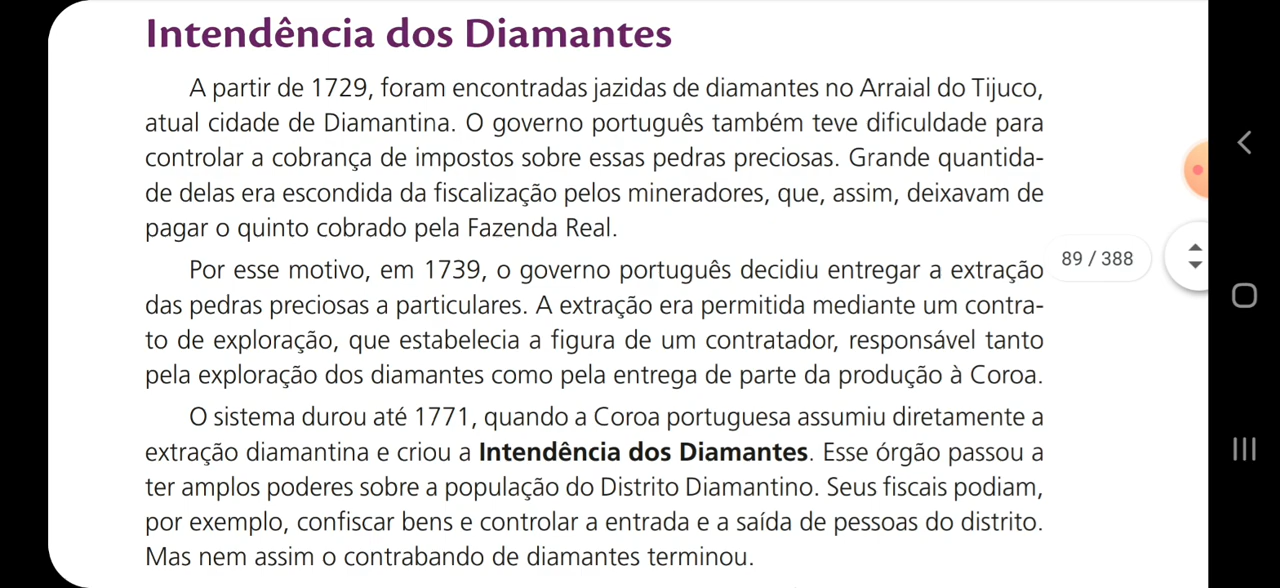 Intendência dos Diamantes
A partir de 1729, foram encontradas jazidas de diamantes no Arraial do Tijuco,
atual cidade de Diamantina. O governo português também teve dificuldade para
controlar a cobrança de impostos sobre essas pedras preciosas. Grande quantida-
de delas era escondida da fiscalização pelos mineradores, que, assim, deixavam de
pagar o quinto cobrado pela Fazenda Real.
Por esse motivo, em 1739, o governo português decidiu entregar a extração
das pedras preciosas a particulares. A extração era permitida mediante um contra-
to de exploração, que estabelecia a figura de um contratador, responsável tanto
pela exploração dos diamantes como pela entrega de parte da produção à Coroa.
O sistema durou até 1771, quando a Coroa portuguesa assumiu diretamente a
extração diamantina e criou a Intendência dos Diamantes. Esse órgão passou a
ter amplos poderes sobre a população do Distrito Diamantino. Seus fiscais podiam,
por exemplo, confiscar bens e controlar a entrada e a saída de pessoas do distrito.
Mas nem assim o contrabando de diamantes terminou.
89 / 388